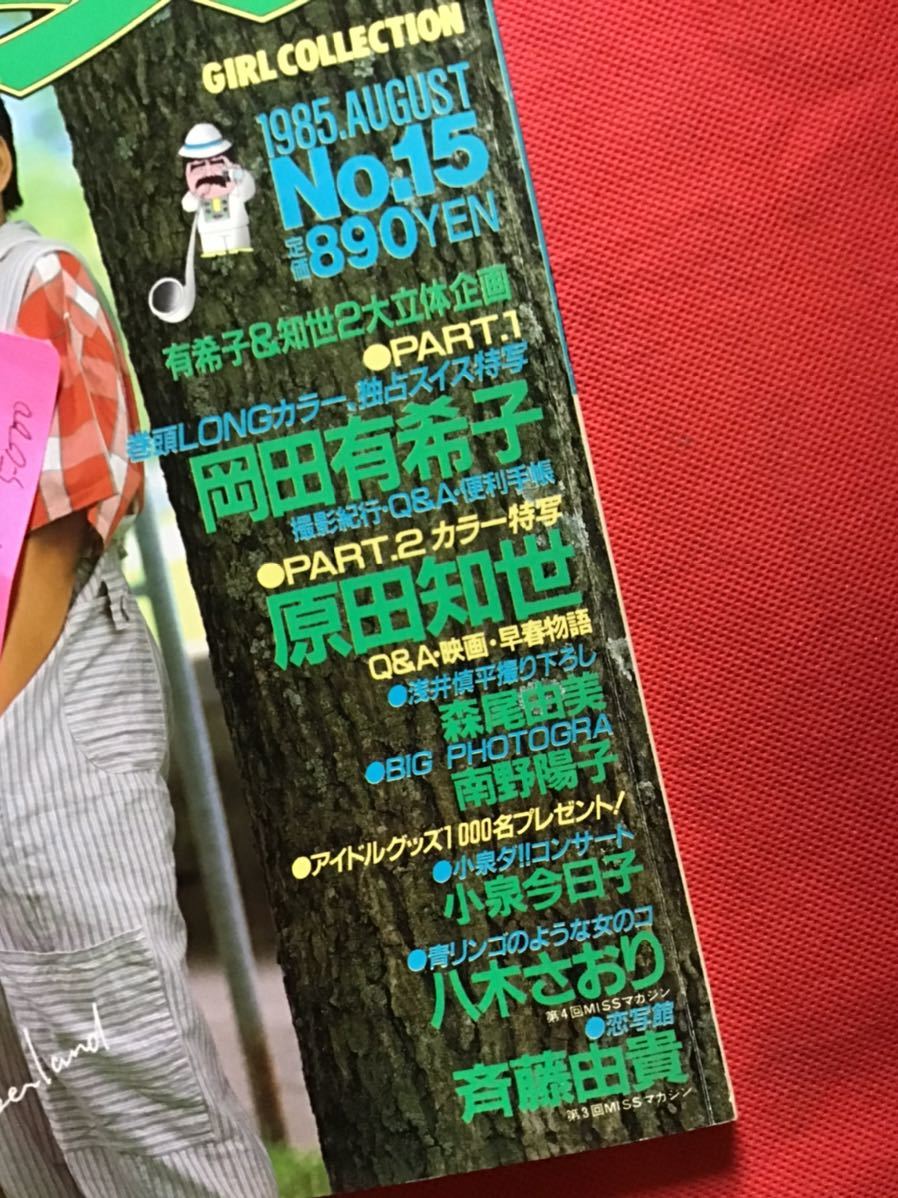 GIRL COLLECTION
1985.AUGUST
No.15
定価890YEN
有希子&知世2大立体企画
●PART.1
巻頭LONGカラー、独占スイス特写
岡田有希子
撮影紀行・Q&A・便利手帳
●PART.2 カラー特写
原田知世
Q&A・映画・早春物語
●浅井慎平撮り下ろし
森尾由美
●BIG PHOTOGRA
南野陽子
●アイドルグッズ1000名プレゼント!
●小泉ダ!!コンサート
小泉今日子
●青リンゴのような女のコ
八木さおり
第4回MISSマガジン
●恋写館
斉藤由貴
第3回MISSマガジン